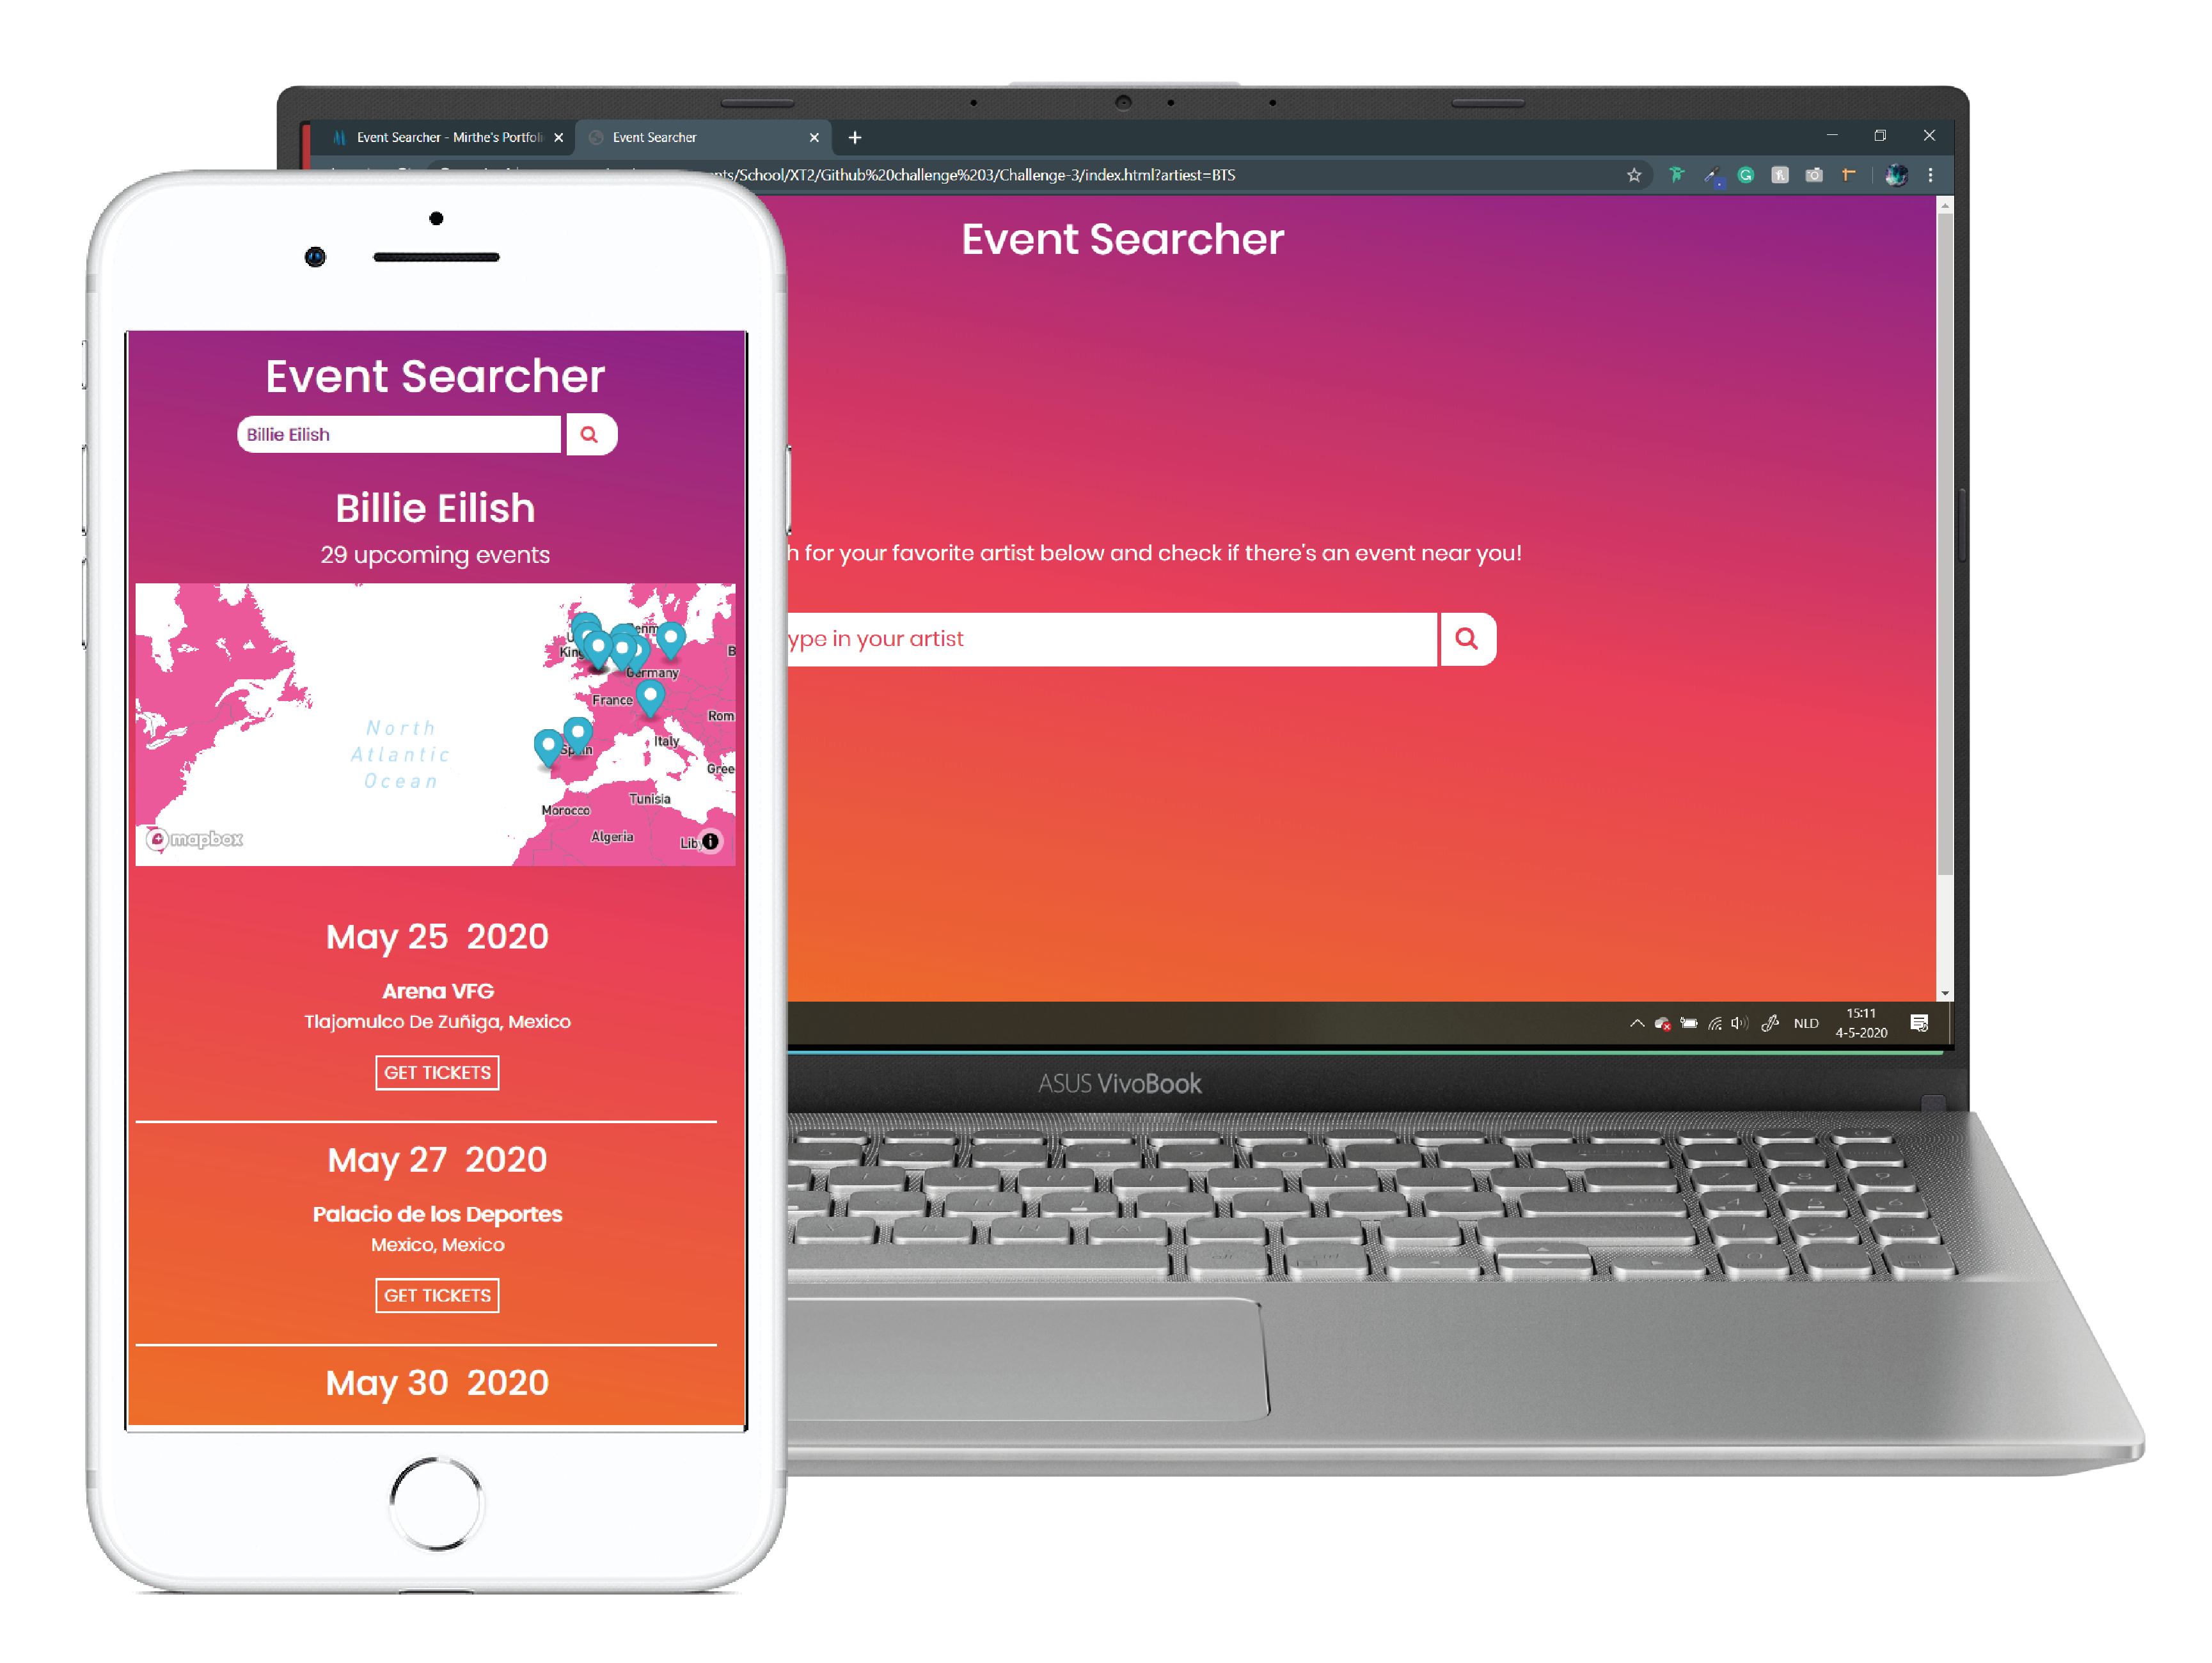 Event Searcher - Mirthe's Portfoli
Event Searcher
nts/School/XT2/Github%20challenge%203/Challenge-3/index.html?artiest=BTS
Event Searcher
for your favorite artist below and check if there's an event near you!
ype in your artist
NLD
15:11
4-5-2020
ASUS VivoBook
Event Searcher
Billie Eilish
Billie Eilish
29 upcoming events
Germany
France
Rom
Italy
Spain
Gree
North
Atlantic
Ocean
Tunisia
Morocco
Algeria
Lib
mapbox
May 25 2020
Arena VFG
Tlajomulco De Zuñiga, Mexico
GET TICKETS
May 27 2020
Palacio de los Deportes
Mexico, Mexico
GET TICKETS
May 30 2020